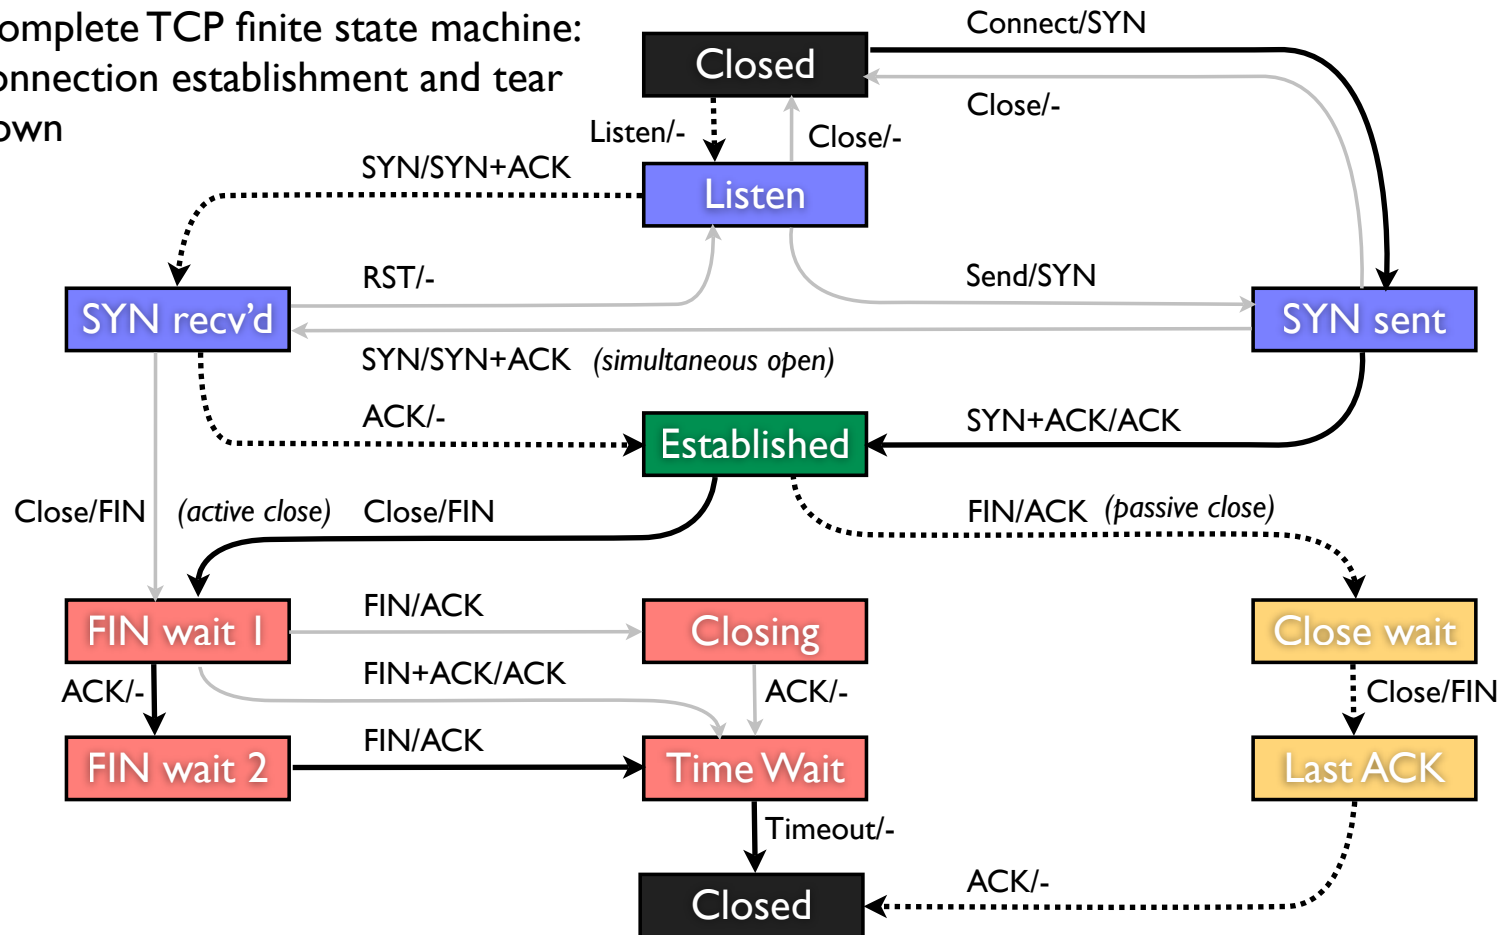 omplete TCP finite state machine:
onnection establishment and tear
own
Connect/SYN
Closed
Close/-
Listen/-
Close/-
SYN/SYN+ACK
Listen
RST/-
Send/SYN
SYN recv’d
SYN sent
SYN/SYN+ACK (simultaneous open)
ACK/-
SYN+ACK/ACK
Established
Close/FIN
(active close)
Close/FIN
FIN/ACK (passive close)
FIN/ACK
FIN wait 1
Closing
Close wait
FIN+ACK/ACK
ACK/-
ACK/-
Close/FIN
FIN/ACK
FIN wait 2
Time Wait
Last ACK
Timeout/-
ACK/-
Closed